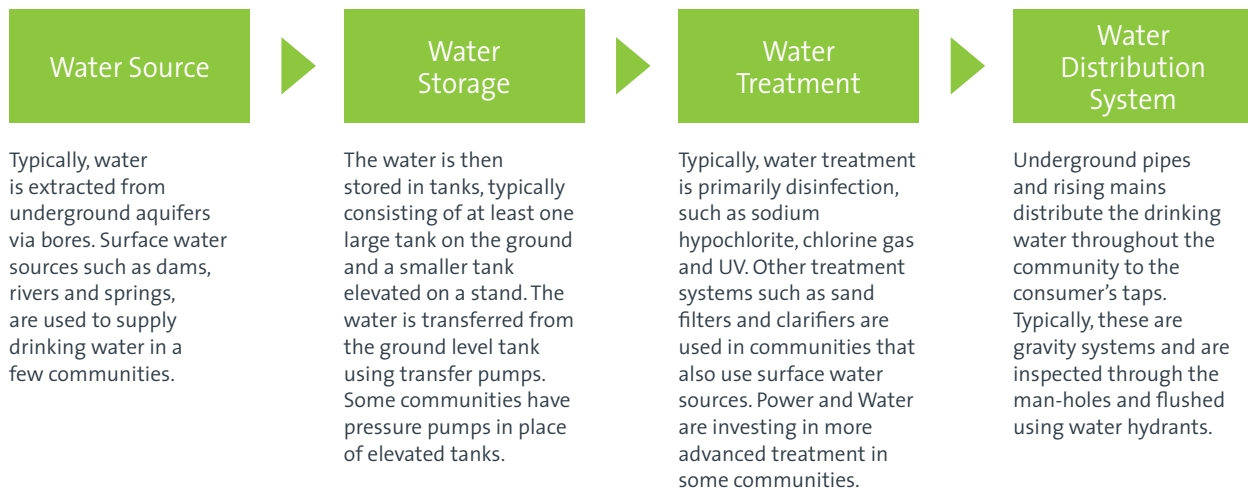 Water Source
Typically, water
is extracted from
underground aquifers
via bores. Surface water
sources such as dams,
rivers and springs,
are used to supply
drinking water in a
few communities.
Water
Storage
The water is then
stored in tanks, typically
consisting of at least one
large tank on the ground
and a smaller tank
elevated on a stand. The
water is transferred from
the ground level tank
using transfer pumps.
Some communities have
pressure pumps in place
of elevated tanks.
Water
Treatment
Typically, water treatment
is primarily disinfection,
such as sodium
hypochlorite, chlorine gas
and UV. Other treatment
systems such as sand
filters and clarifiers are
used in communities that
also use surface water
sources. Power and Water
are investing in more
advanced treatment in
some communities.
Water
Distribution
System
Underground pipes
and rising mains
distribute the drinking
water throughout the
community to the
consumer’s taps.
Typically, these are
gravity systems and are
inspected through the
man-holes and flushed
using water hydrants.